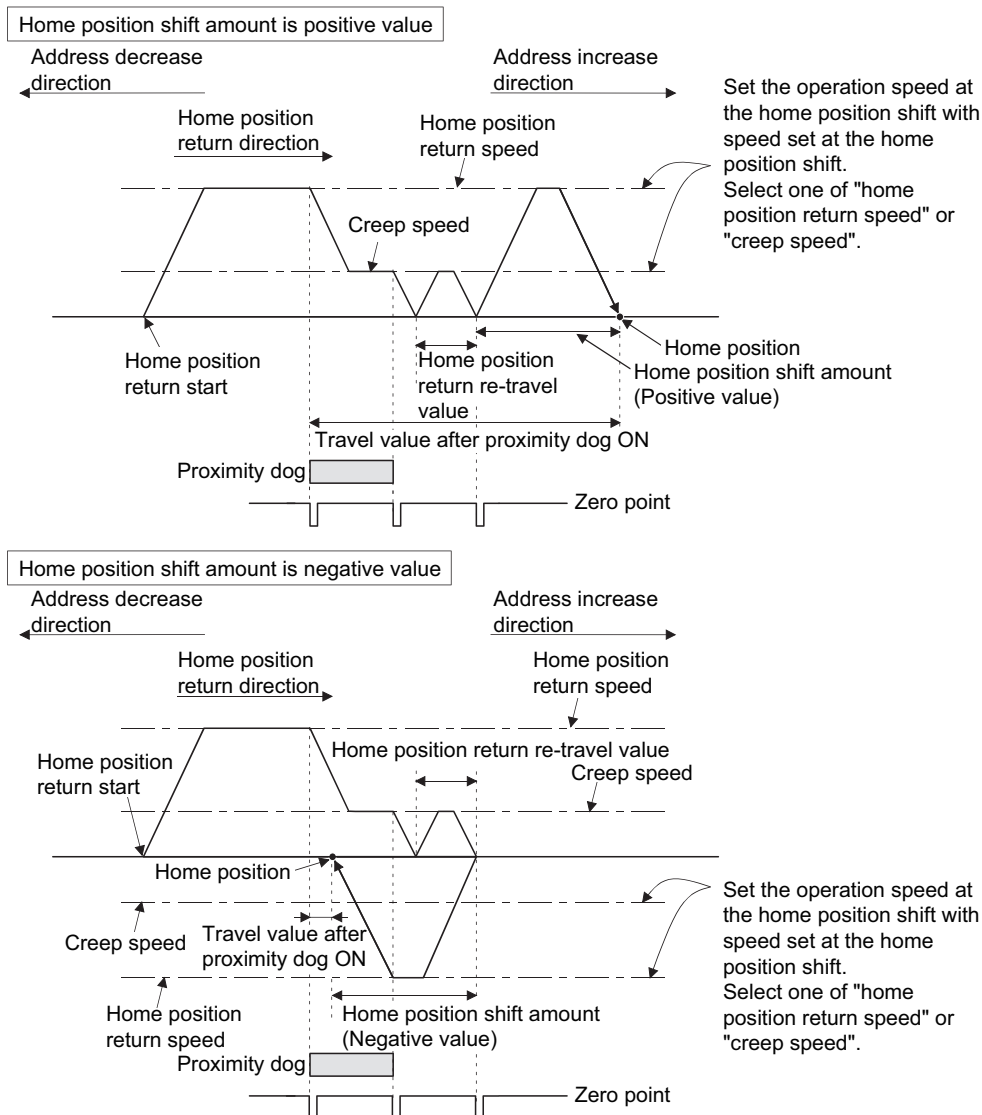 Home position shift amount is positive value
Address decrease
direction
Address increase
direction
Set the operation speed at
the home position shift with
speed set at the home
position shift.
Select one of "home
position return speed" or
"creep speed".
Home position
return direction
Home position
return speed
Creep speed
Home position
return start
Home position
return re-travel
value
Home position
Home position shift amount
(Positive value)
Travel value after proximity dog ON
Proximity dog
Zero point
Home position shift amount is negative value
Address decrease
direction
Address increase
direction
Home position
return direction
Home position
return speed
Home position return re-travel value
Home position
return start
Creep speed
Home position
Creep speed
Travel value after
proximity dog ON
Set the operation speed at
the home position shift with
speed set at the home
position shift.
Select one of "home
position return speed" or
"creep speed".
Home position
return speed
Home position shift amount
(Negative value)
Proximity dog
Zero point